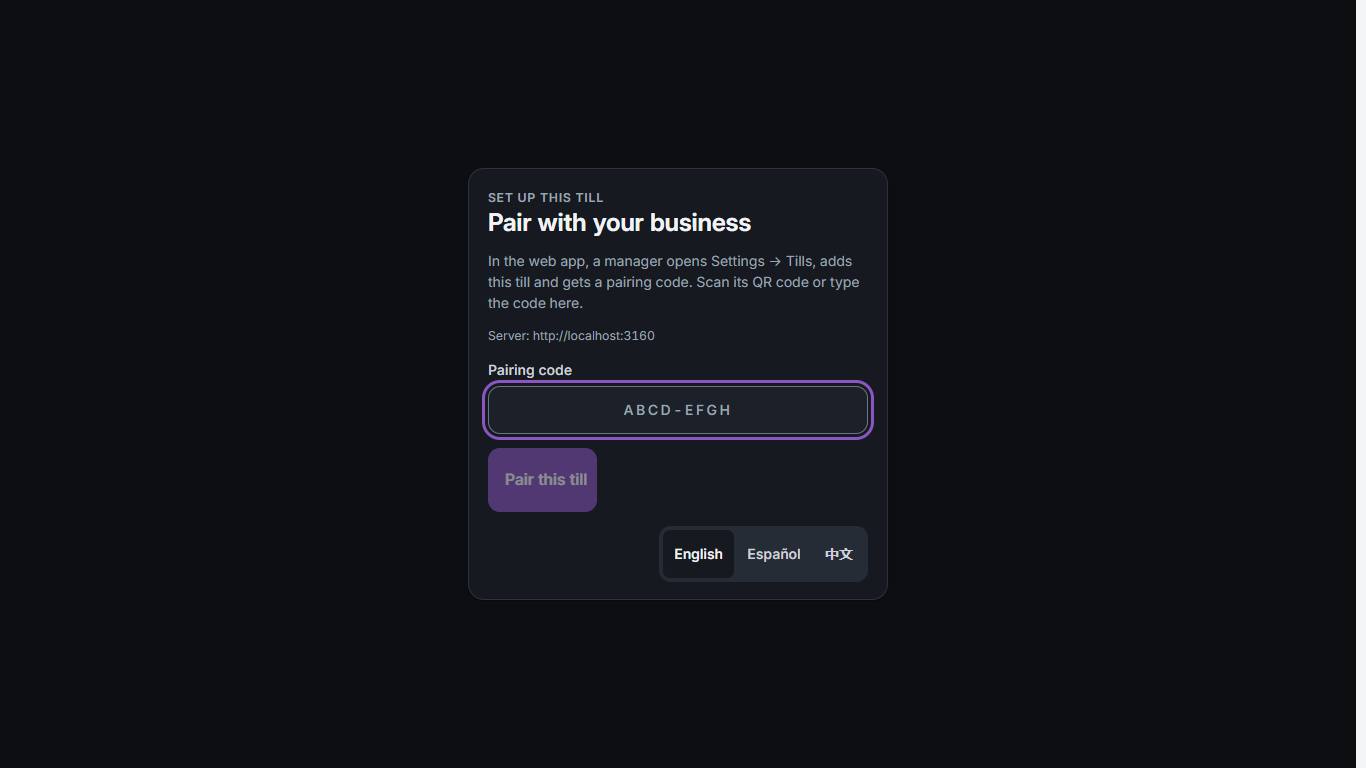 SET UP THIS TILL
Pair with your business
In the web app, a manager opens Settings → Tills, adds
this till and gets a pairing code. Scan its QR code or type
the code here.
Server: http://localhost:3160
Pairing code
ABCD-EFGH
Pair this till
English Español 中文